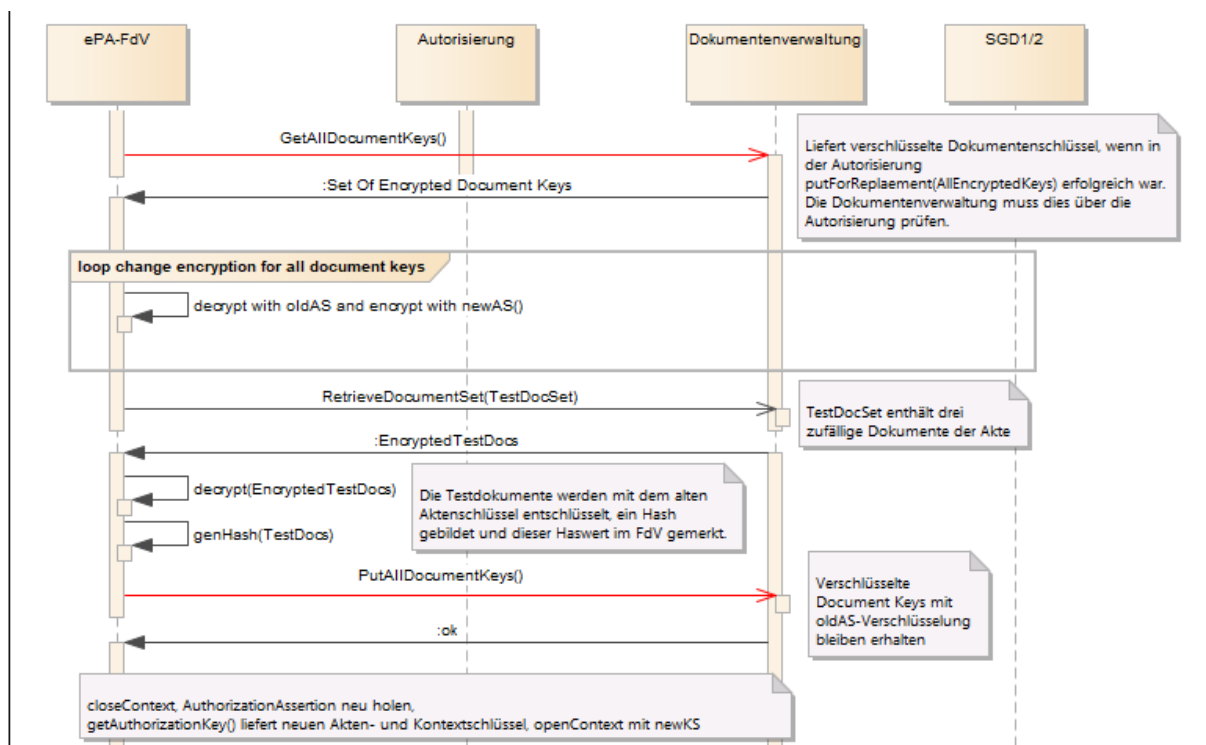 ePA-FdV
Autorisierung
Dokumentenverwaltung
SGD1/2
GetAllDocumentKeys()
Liefert verschlüsselte Dokumentenschlüssel, wenn in
der Autorisierung
putForReplaement(AllEncryptedKeys) erfolgreich war.
Die Dokumentenverwaltung muss dies über die
Autorisierung prüfen.
:Set Of Encrypted Document Keys
loop change encryption for all document keys
decrypt with oldAS and encrypt with newAS()
RetrieveDocumentSet(TestDocSet)
TestDocSet enthält drei
zufällige Dokumente der Akte
:EncryptedTestDocs
decrypt(EncryptedTestDocs)
Die Testdokumente werden mit dem alten
Aktenschlüssel entschlüsselt, ein Hash
gebildet und dieser Haswert im FdV gemerkt.
genHash(TestDocs)
PutAllDocumentKeys()
Verschlüsselte
Document Keys mit
oldAS-Verschlüsselung
bleiben erhalten
:ok
closeContext, AuthorizationAssertion neu holen,
getAuthorizationKey() liefert neuen Akten- und Kontextschlüssel, openContext mit newKS